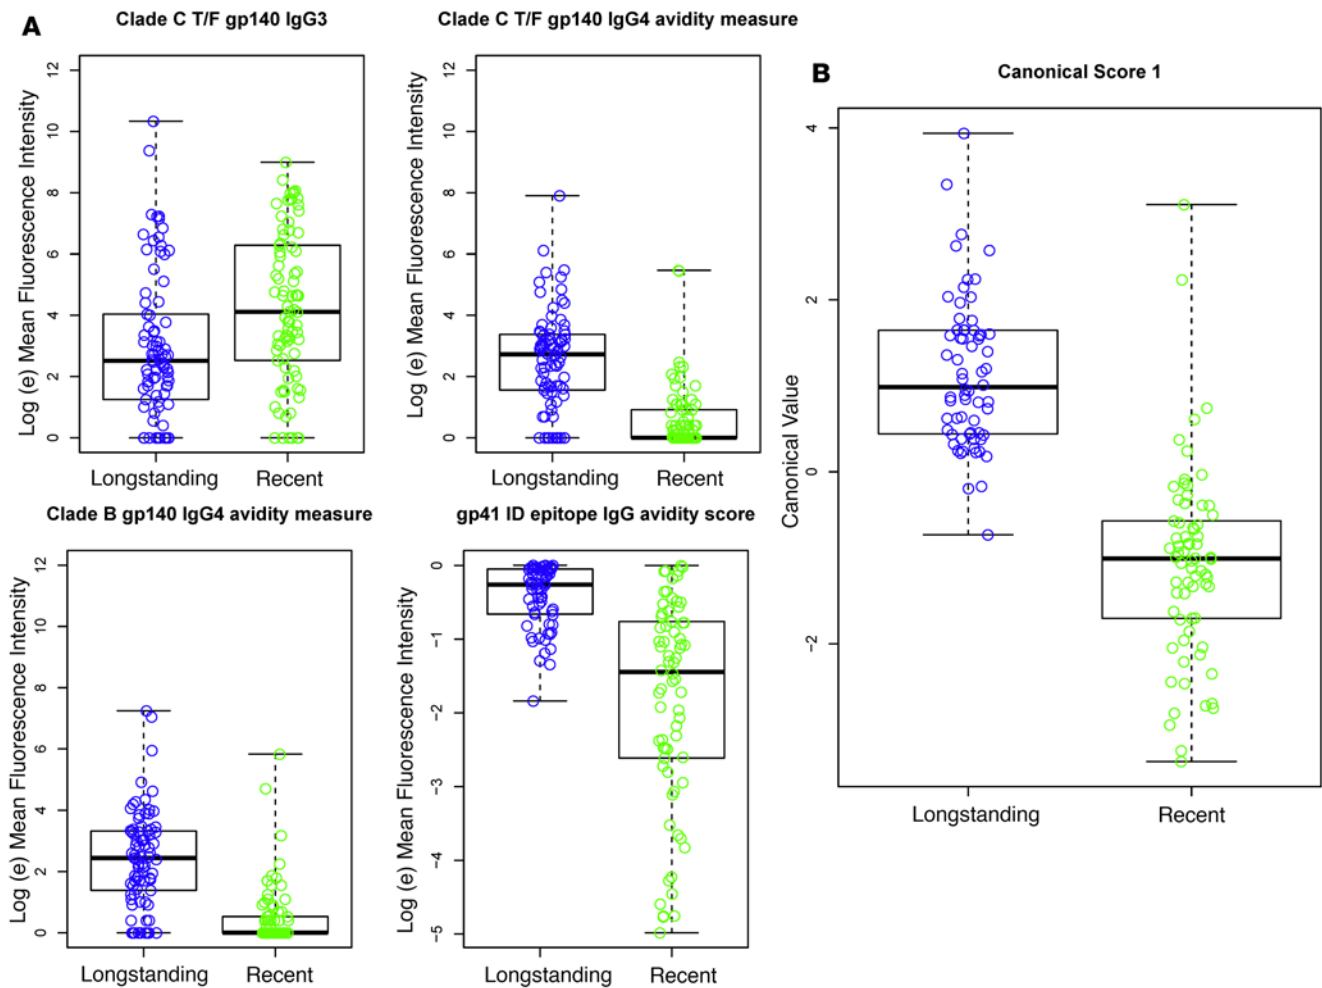 A
Clade C T/F gp140 IgG3
Log (e) Mean Fluorescence Intensity
12
10
8
6
4
2
0
Longstanding
Recent
Clade C T/F gp140 IgG4 avidity measure
Log (e) Mean Fluorescence Intensity
12
10
8
6
4
2
0
Longstanding
Recent
Clade B gp140 IgG4 avidity measure
Log (e) Mean Fluorescence Intensity
12
10
8
6
4
2
0
Longstanding
Recent
gp41 ID epitope IgG avidity score
Log (e) Mean Fluorescence Intensity
0
−1
−2
−3
−4
−5
Longstanding
Recent
B
Canonical Score 1
Canonical Value
4
2
0
−2
Longstanding
Recent